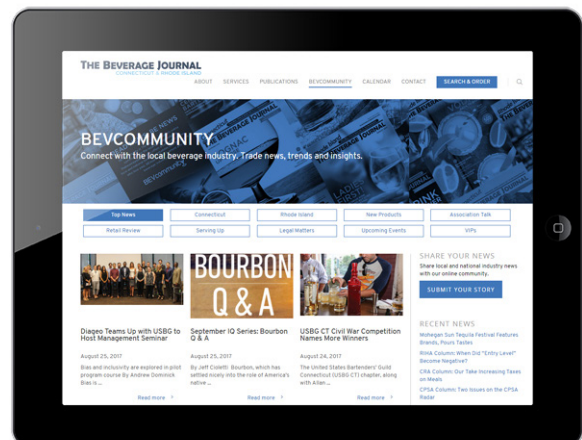 THE BEVERAGE JOURNAL
CONNECTICUT & RHODE ISLAND
ABOUT SERVICES PUBLICATIONS BEVCOMMUNITY CALENDAR CONTACT SEARCH & ORDER
BEVCOMMUNITY
Connect with the local beverage industry. Trade news, trends and insights.
Top News Connecticut Rhode Island New Products Association Talk
Retail Review Serving Up Legal Matters Upcoming Events VIPs
BOURBON
Q & A
Diageo Teams Up with USBG to
Host Management Seminar
August 25, 2017
Bias and inclusivity are explored in pilot
program course By Andrew Dominick
Bias is ...
Read more
September iQ Series: Bourbon
Q & A
August 25, 2017
By Jeff Cioletti Bourbon, which has
settled nicely into the role of America's
native ...
Read more
USBG CT Civil War Competition
Names More Winners
August 24, 2017
The United States Bartenders' Guild
Connecticut (USBG CT) chapter, along
with Allan ...
Read more
SHARE YOUR NEWS
Share local and national industry news
with our online community.
SUBMIT YOUR STORY
RECENT NEWS
Mohegan Sun Tequila Festival Features
Brands, Pours Tastes
RIHA Column: When Did "Entry Level"
Become Negative?
CRA Column: Our Take Increasing Taxes
on Meals
CPSA Column: Two Issues on the CPSA
Radar